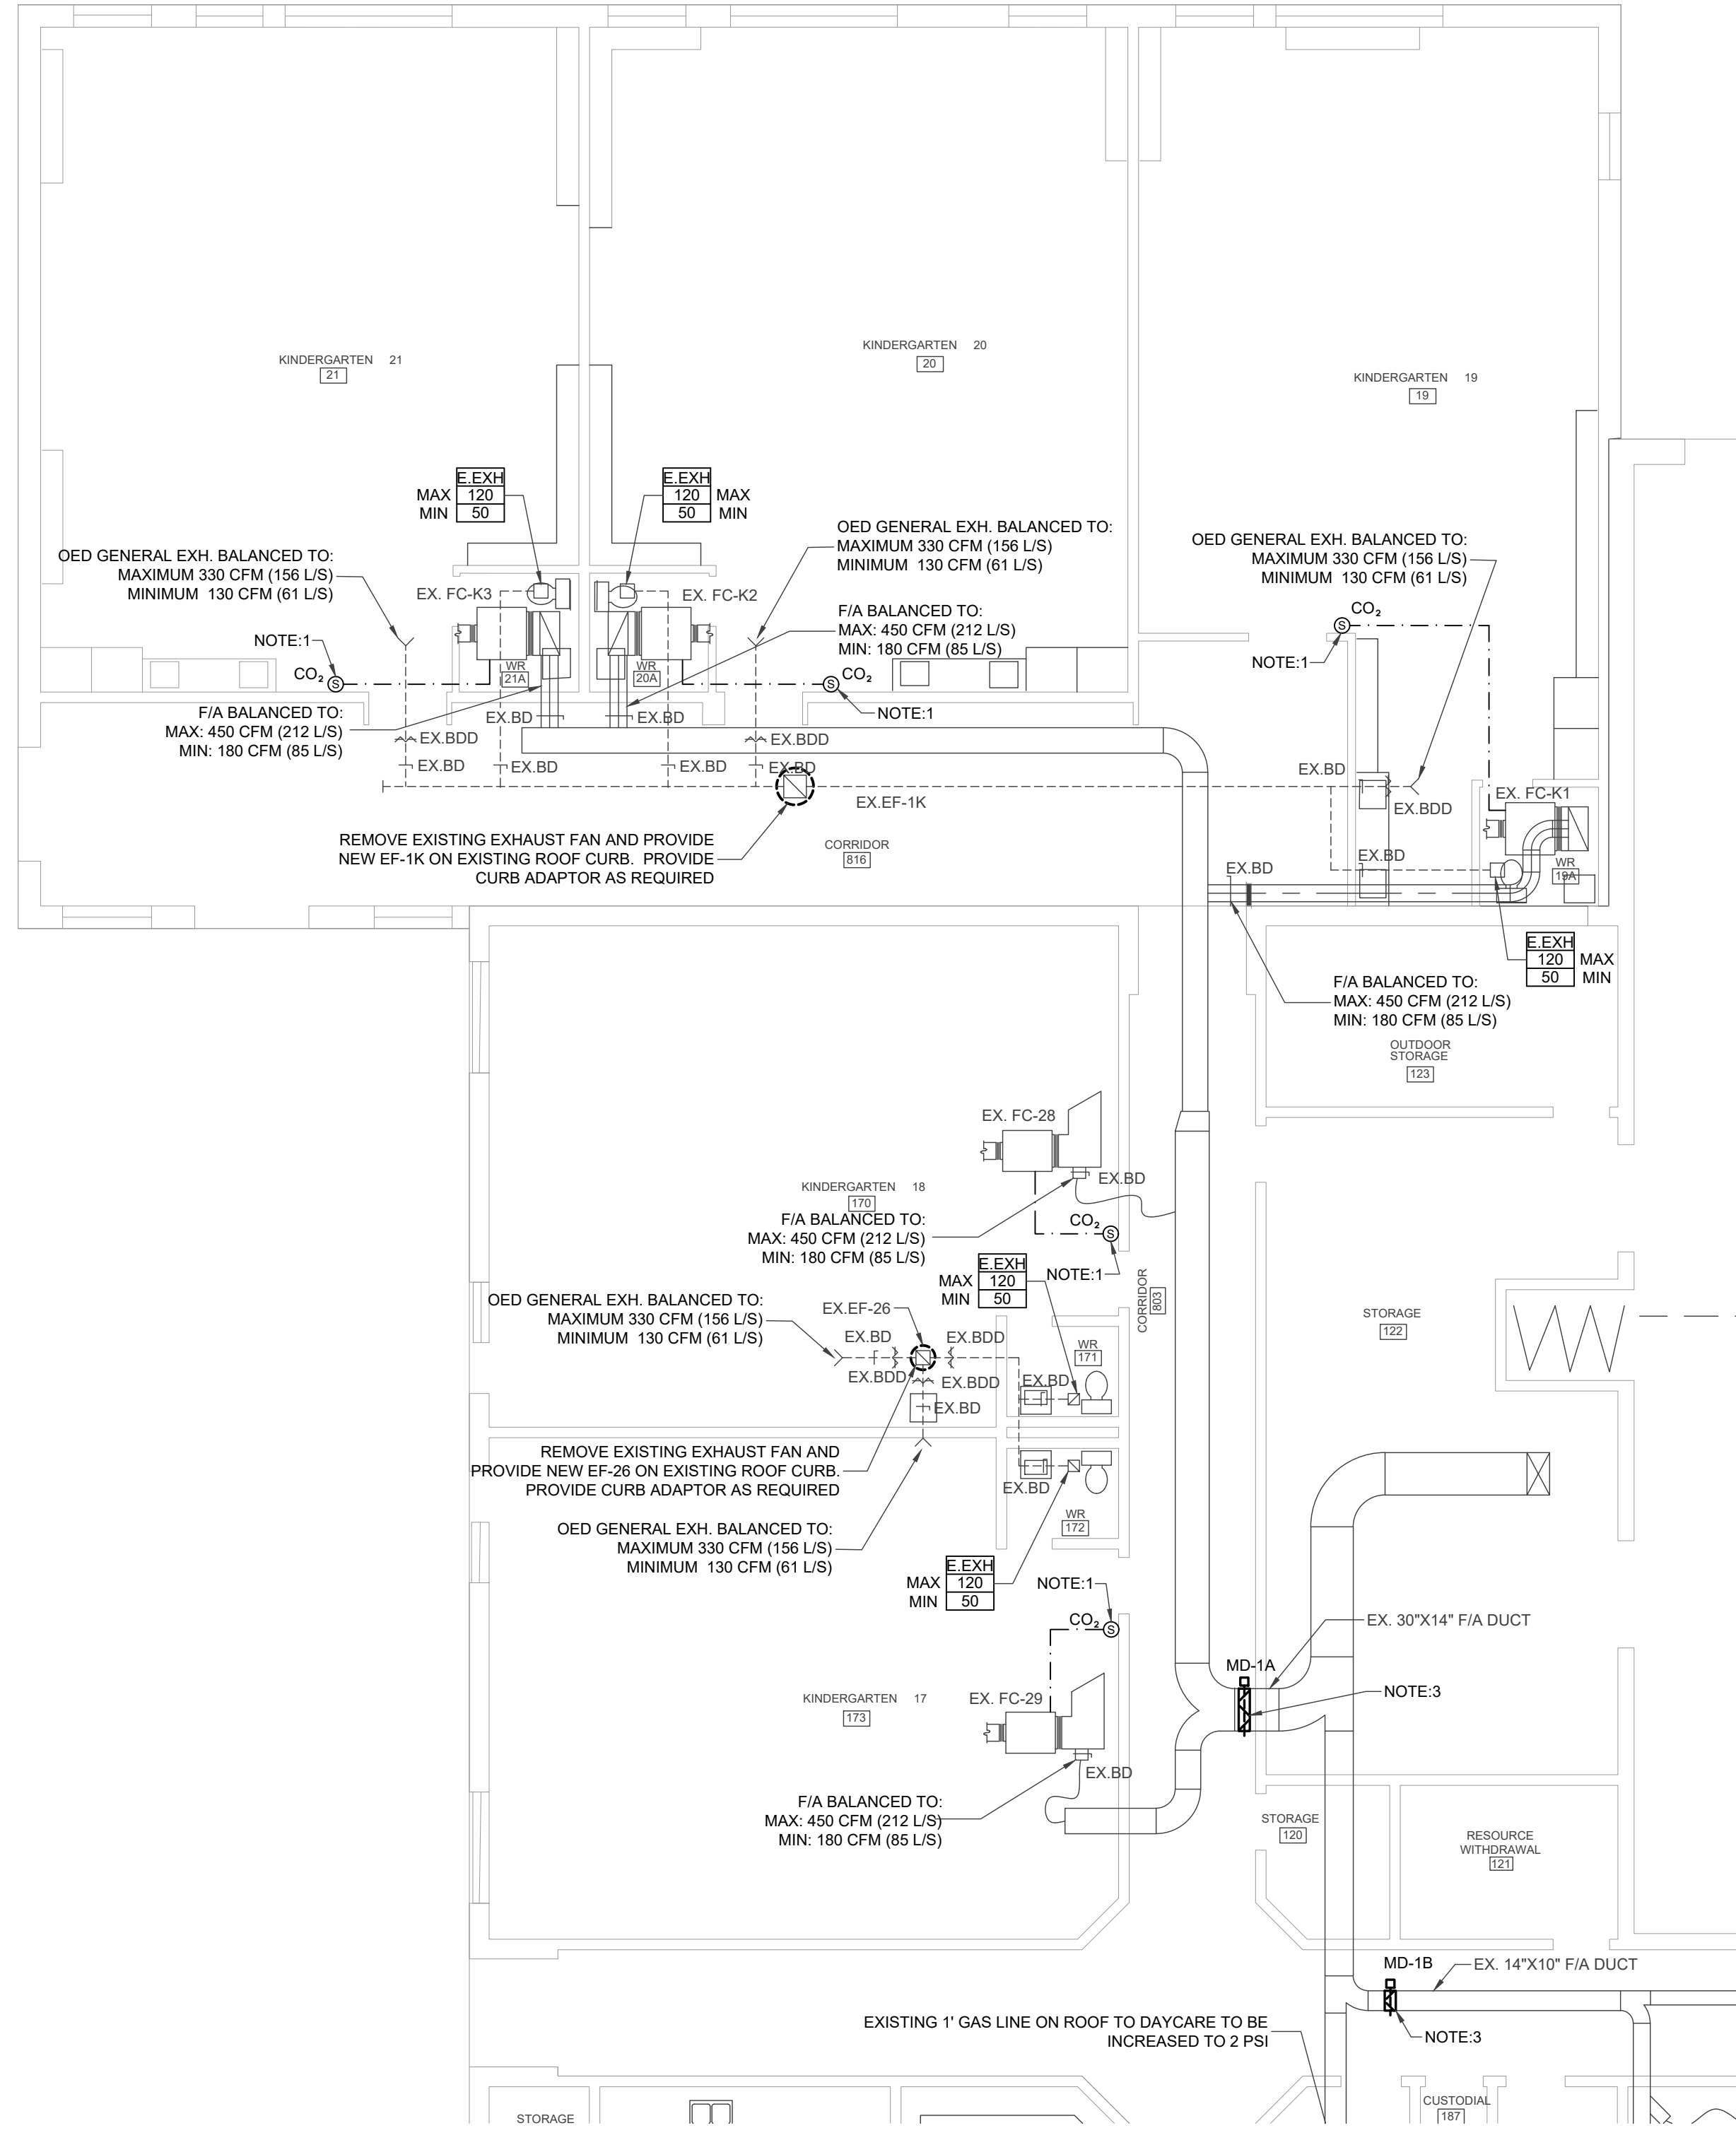 KINDERGARTEN 21
21
KINDERGARTEN 20
20
KINDERGARTEN 19
19
E.EXH
MAX 120
MIN 50
E.EXH
120 MAX
50 MIN
OED GENERAL EXH. BALANCED TO:
MAXIMUM 330 CFM (156 L/S)
MINIMUM 130 CFM (61 L/S)
OED GENERAL EXH. BALANCED TO:
MAXIMUM 330 CFM (156 L/S)
MINIMUM 130 CFM (61 L/S)
OED GENERAL EXH. BALANCED TO:
MAXIMUM 330 CFM (156 L/S)
MINIMUM 130 CFM (61 L/S)
EX. FC-K3
EX. FC-K2
F/A BALANCED TO:
MAX: 450 CFM (212 L/S)
MIN: 180 CFM (85 L/S)
CO₂
S
NOTE:1
NOTE:1
CO₂ S
WR
21A
WR
20A
S CO₂
NOTE:1
F/A BALANCED TO:
MAX: 450 CFM (212 L/S)
MIN: 180 CFM (85 L/S)
EX.BD
EX.BD
EX.BDD
EX.BDD
EX.BD
EX.BD
EX.BD
EX.BD
EX.BD
EX.BDD
EX.EF-1K
EX. FC-K1
REMOVE EXISTING EXHAUST FAN AND PROVIDE
NEW EF-1K ON EXISTING ROOF CURB. PROVIDE
CURB ADAPTOR AS REQUIRED
CORRIDOR
816
EX.BD
EX.BD
WR
19A
E.EXH
120 MAX
50 MIN
F/A BALANCED TO:
MAX: 450 CFM (212 L/S)
MIN: 180 CFM (85 L/S)
OUTDOOR
STORAGE
123
EX. FC-28
EX.BD
KINDERGARTEN 18
170
F/A BALANCED TO:
MAX: 450 CFM (212 L/S)
MIN: 180 CFM (85 L/S)
CO₂
S
NOTE:1
E.EXH
MAX 120
MIN 50
CORRIDOR
803
OED GENERAL EXH. BALANCED TO:
MAXIMUM 330 CFM (156 L/S)
MINIMUM 130 CFM (61 L/S)
EX.EF-26
EX.BD
EX.BDD
EX.BDD
EX.BDD
EX.BD
WR
171
EX.BD
STORAGE
122
REMOVE EXISTING EXHAUST FAN AND
PROVIDE NEW EF-26 ON EXISTING ROOF CURB.
PROVIDE CURB ADAPTOR AS REQUIRED
EX.BD
WR
172
OED GENERAL EXH. BALANCED TO:
MAXIMUM 330 CFM (156 L/S)
MINIMUM 130 CFM (61 L/S)
E.EXH
MAX 120
MIN 50
NOTE:1
CO₂ S
EX. 30"X14" F/A DUCT
MD-1A
NOTE:3
KINDERGARTEN 17
173
EX. FC-29
EX.BD
F/A BALANCED TO:
MAX: 450 CFM (212 L/S)
MIN: 180 CFM (85 L/S)
STORAGE
120
RESOURCE
WITHDRAWAL
121
MD-1B
EX. 14"X10" F/A DUCT
NOTE:3
EXISTING 1' GAS LINE ON ROOF TO DAYCARE TO BE
INCREASED TO 2 PSI
STORAGE
CUSTODIAL
187